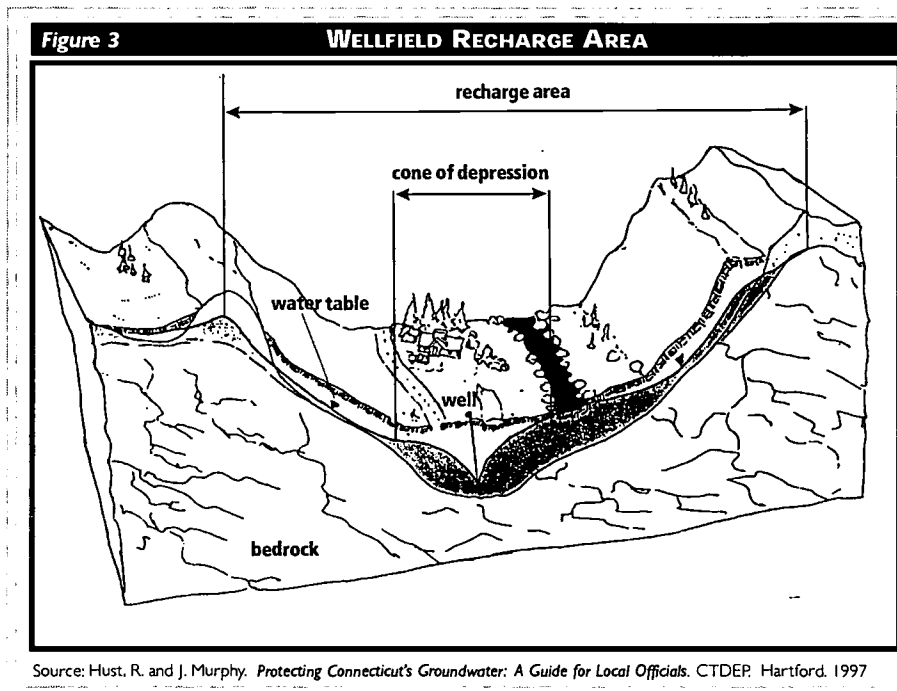 Figure 3
WELLFIELD RECHARGE AREA
recharge area
cone of depression
water table
well
bedrock
Source: Hust, R. and J. Murphy. Protecting Connecticut's Groundwater: A Guide for Local Officials. CTDEP. Hartford. 1997